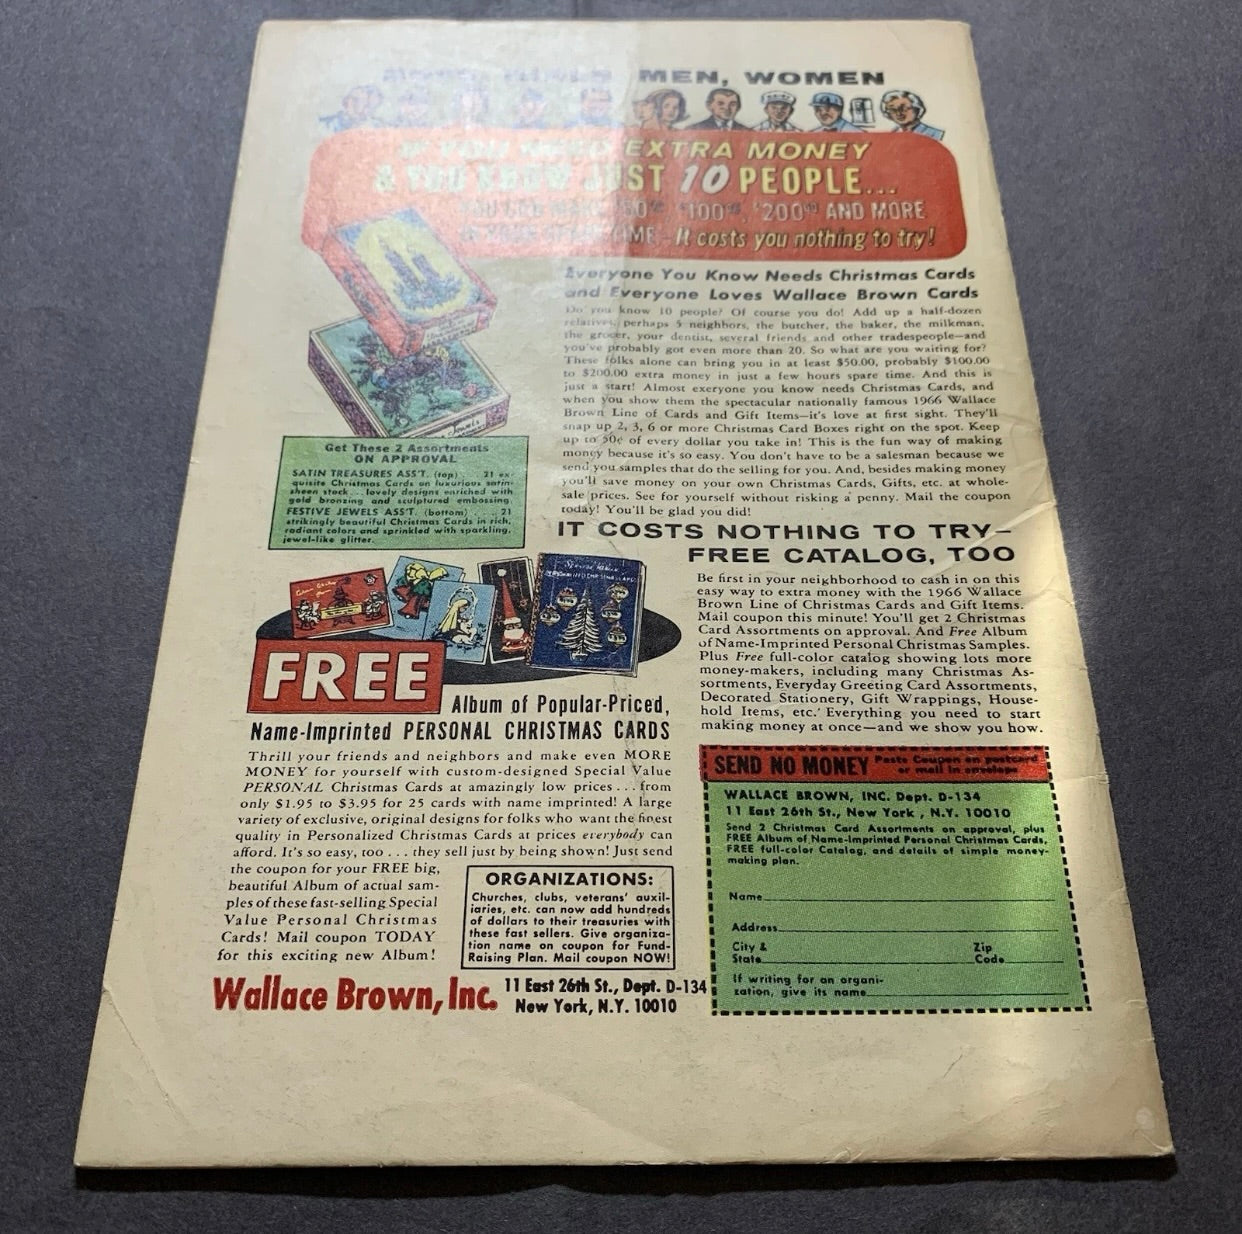 MEN, WOMEN
IF YOU NEED EXTRA MONEY
& YOU KNOW JUST 10 PEOPLE...
$100.00, $200.00 AND MORE
TIME - It costs you nothing to try!
Everyone You Know Needs Christmas Cards
and Everyone Loves Wallace Brown Cards
Do you know 10 people? Of course you do! Add up a half-dozen
relatives, perhaps 5 neighbors, the butcher, the baker, the milkman,
the grocer, your dentist, several friends and other tradespeople—and
you've probably got even more than 20. So what are you waiting for?
These folks alone can bring you in at least $50.00, probably $100.00
to $200.00 extra money in just a few hours spare time. And this is
just a start! Almost everyone you know needs Christmas Cards, and
when you show them the spectacular nationally famous 1966 Wallace
Brown Line of Cards and Gift Items—it's love at first sight. They'll
snap up 2, 3, 6 or more Christmas Card Boxes right on the spot. Keep
up to 50¢ of every dollar you take in! This is the fun way of making
money because it's so easy. You don't have to be a salesman because we
send you samples that do the selling for you. And, besides making money
you'll save money on your own Christmas Cards, Gifts, etc. at whole-
sale prices. See for yourself without risking a penny. Mail the coupon
today! You'll be glad you did!
Jewels
Get These 2 Assortments
ON APPROVAL
SATIN TREASURES ASS'T. (top) . 21 ex-
quisite Christmas Cards on luxurious satin-
sheen stock... lovely designs enriched with
gold bronzing and sculptured embossing.
FESTIVE JEWELS ASS'T. (bottom) . . . 21
strikingly beautiful Christmas Cards in rich,
radiant colors and sprinkled with sparkling,
jewel-like glitter.
IT COSTS NOTHING TO TRY—
FREE CATALOG, TOO
Be first in your neighborhood to cash in on this
easy way to extra money with the 1966 Wallace
Brown Line of Christmas Cards and Gift Items.
Mail coupon this minute! You'll get 2 Christmas
Card Assortments on approval. And Free Album
of Name-Imprinted Personal Christmas Samples.
Plus Free full-color catalog showing lots more
money-makers, including many Christmas As-
sortments, Everyday Greeting Card Assortments,
Decorated Stationery, Gift Wrappings, House-
hold Items, etc. Everything you need to start
making money at once—and we show you how.
FREE
Album of Popular-Priced,
Name-Imprinted PERSONAL CHRISTMAS CARDS
Thrill your friends and neighbors and make even MORE
MONEY for yourself with custom-designed Special Value
PERSONAL Christmas Cards at amazingly low prices . . . from
only $1.95 to $3.95 for 25 cards with name imprinted! A large
variety of exclusive, original designs for folks who want the finest
quality in Personalized Christmas Cards at prices everybody can
afford. It's so easy, too . . . they sell just by being shown! Just send
the coupon for your FREE big,
beautiful Album of actual sam-
ples of these fast-selling Special
Value Personal Christmas
Cards! Mail coupon TODAY
for this exciting new Album!
ORGANIZATIONS:
Churches, clubs, veterans' auxil-
iaries, etc. can now add hundreds
of dollars to their treasuries with
these fast sellers. Give organiza-
tion name on coupon for Fund-
Raising Plan. Mail coupon NOW!
Wallace Brown, Inc. 11 East 26th St., Dept. D-134
New York, N.Y. 10010
SEND NO MONEY Paste Coupon on postcard
or mail in envelope
WALLACE BROWN, INC. Dept. D-134
11 East 26th St., New York , N.Y. 10010
Send 2 Christmas Card Assortments on approval, plus
FREE Album of Name-Imprinted Personal Christmas Cards,
FREE full-color Catalog, and details of simple money-
making plan.
Name
Address
City & Zip
State Code
If writing for an organi-
zation, give its name